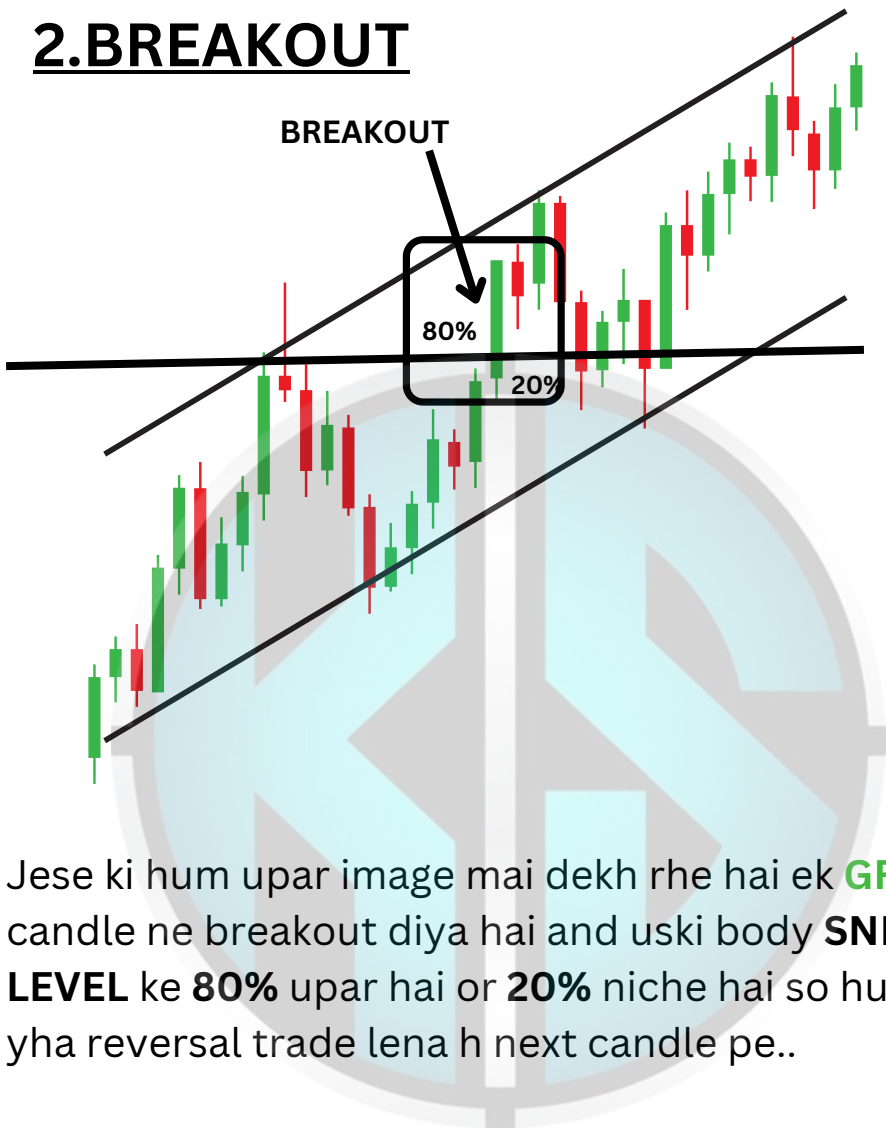 2.BREAKOUT
BREAKOUT
80%
20%
Jese ki hum upar image mai dekh rhe hai ek
candle ne breakout diya hai and uski body
LEVEL ke 80% upar hai or 20% niche hai so
yha reversal trade lena h next candle pe..